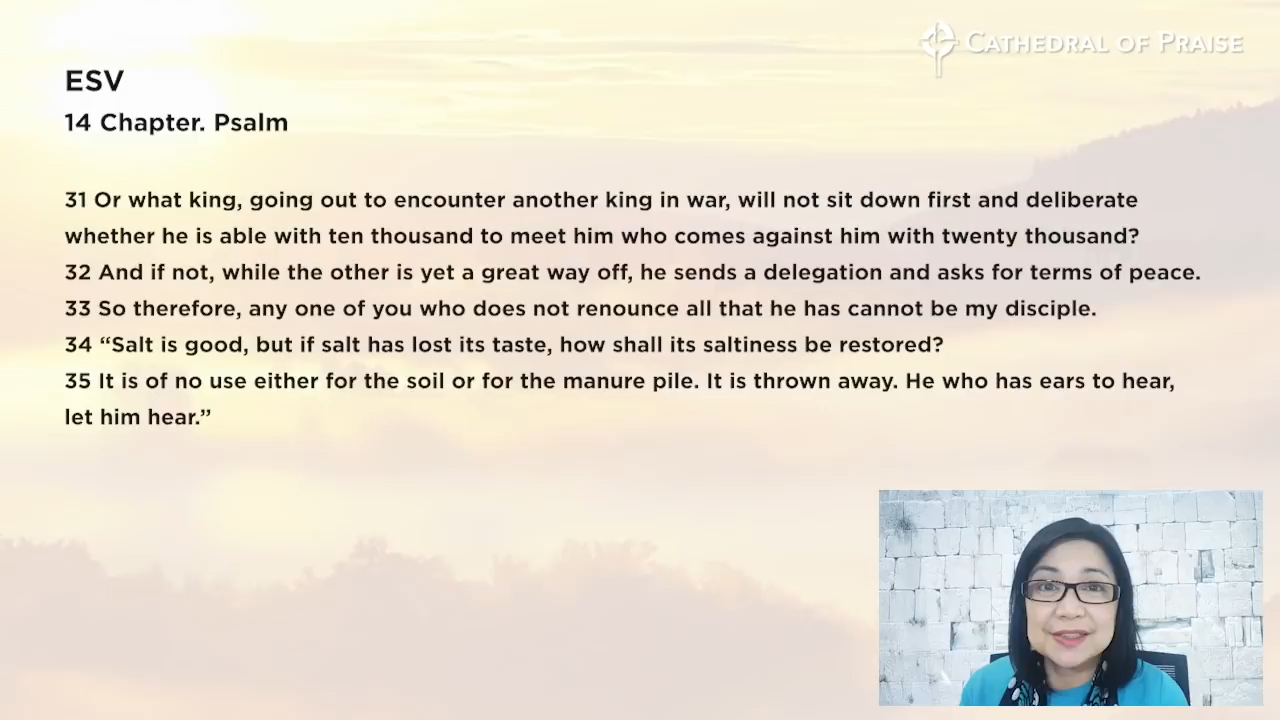 CATHEDRAL OF PRAISE
ESV
14 Chapter. Psalm
31 Or what king, going out to encounter another king in war, will not sit down first and deliberate
whether he is able with ten thousand to meet him who comes against him with twenty thousand?
32 And if not, while the other is yet a great way off, he sends a delegation and asks for terms of peace.
33 So therefore, any one of you who does not renounce all that he has cannot be my disciple.
34 “Salt is good, but if salt has lost its taste, how shall its saltiness be restored?
35 It is of no use either for the soil or for the manure pile. It is thrown away. He who has ears to hear,
let him hear.”